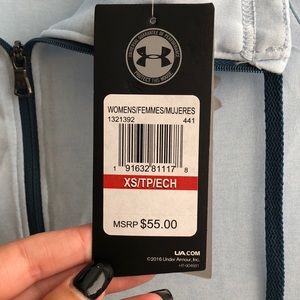 WOMENS/FEMMES/MUJERES
1321392 441
1 91632 81117 8
XS/TP/ECH
MSRP $55.00
UA.COM
©2016 Under Armour, Inc.